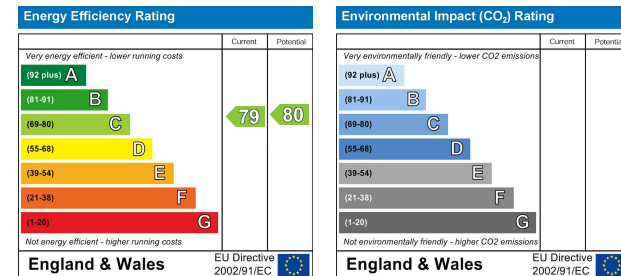 Energy Efficiency Rating
Current Potential
Very energy efficient - lower running costs
(92 plus) A
(81-91) B
(69-80) C
(55-68) D
(39-54) E
(21-38) F
(1-20) G
79 80
Not energy efficient - higher running costs
England & Wales
EU Directive
2002/91/EC
Environmental Impact (CO₂) Rating
Current Potentia
Very environmentally friendly - lower CO2 emissions
(92 plus) A
(81-91) B
(69-80) C
(55-68) D
(39-54) E
(21-38) F
(1-20) G
Not environmentally friendly - higher CO2 emissions
England & Wales
EU Directive
2002/91/EC